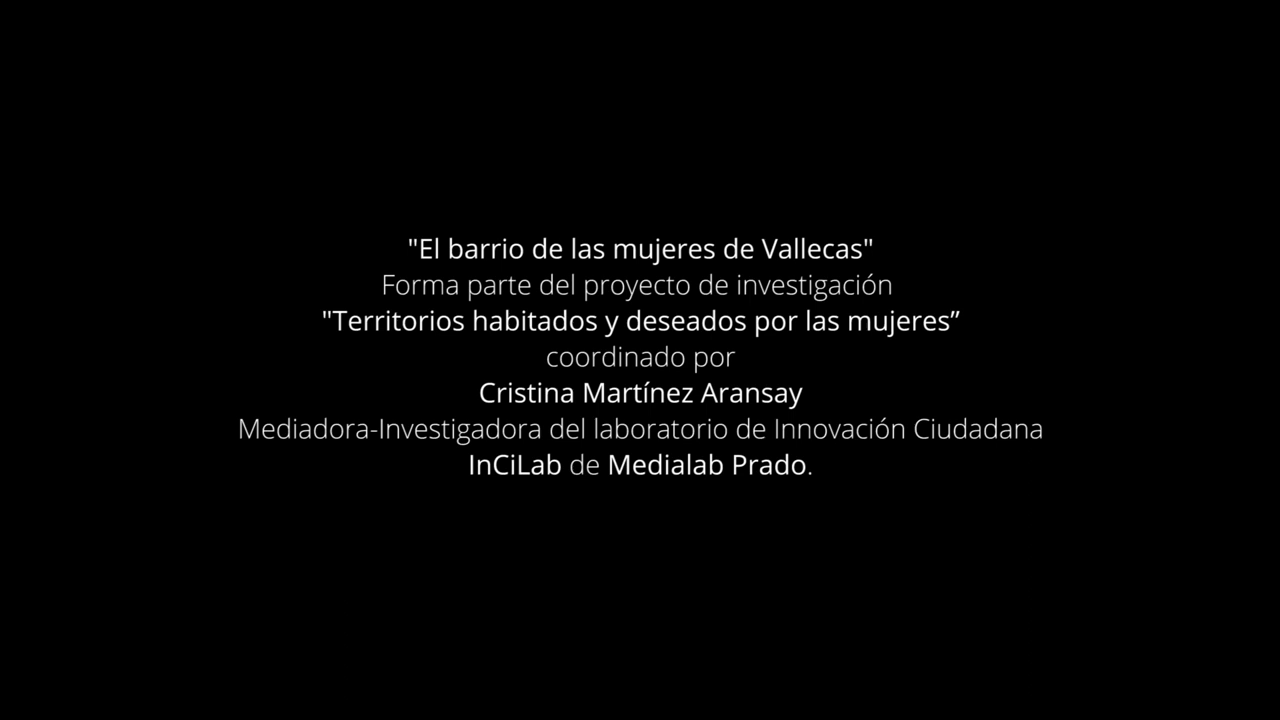 "El barrio de las mujeres de Vallecas"
Forma parte del proyecto de investigación
"Territorios habitados y deseados por las mujeres”
coordinado por
Cristina Martínez Aransay
Mediadora-Investigadora del laboratorio de Innovación Ciudadana
InCiLab de Medialab Prado.